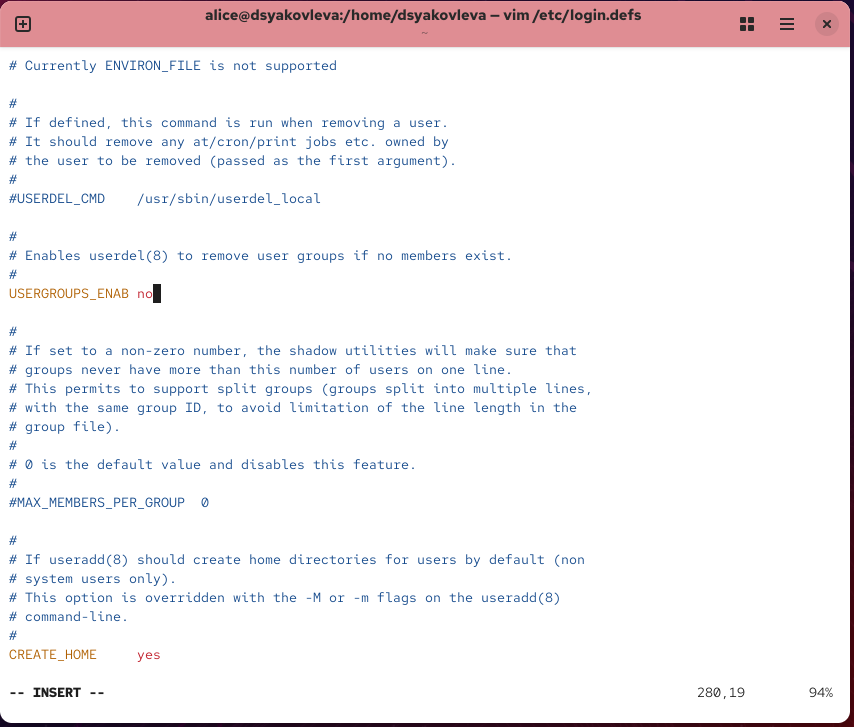 alice@dsyakovleva:/home/dsyakovleva — vim /etc/login.defs
~
# Currently ENVIRON_FILE is not supported
#
# If defined, this command is run when removing a user.
# It should remove any at/cron/print jobs etc. owned by
# the user to be removed (passed as the first argument).
#
#USERDEL_CMD    /usr/sbin/userdel_local
#
# Enables userdel(8) to remove user groups if no members exist.
#
USERGROUPS_ENAB no
#
# If set to a non-zero number, the shadow utilities will make sure that
# groups never have more than this number of users on one line.
# This permits to support split groups (groups split into multiple lines,
# with the same group ID, to avoid limitation of the line length in the
# group file).
#
# 0 is the default value and disables this feature.
#
#MAX_MEMBERS_PER_GROUP  0
#
# If useradd(8) should create home directories for users by default (non
# system users only).
# This option is overridden with the -M or -m flags on the useradd(8)
# command-line.
#
CREATE_HOME     yes
-- INSERT --    280,19    94%